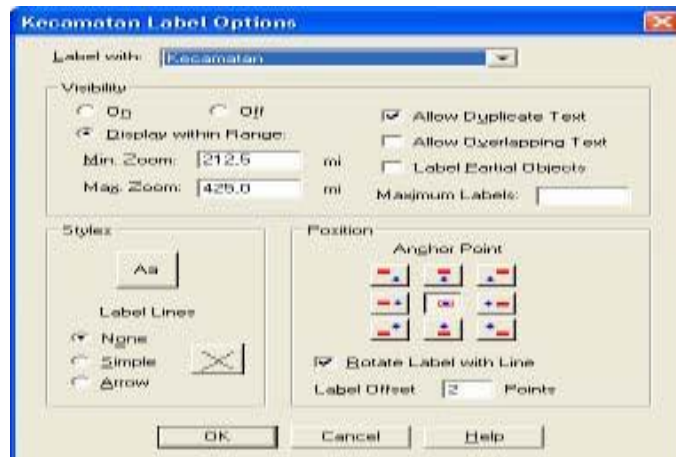 Kecamatan Label Options
Label with: Kecamatan
Visibility
On Off
Display within Range:
Min. Zoom: 212.5 mi
Max. Zoom: 425.0 mi
Allow Duplicate Text
Allow Overlapping Text
Label Partial Objects
Maximum Labels:
Styles
Aa
Label Lines
None
Simple
Arrow
Position
Anchor Point
Rotate Label with Line
Label Offset 2 Points
OK Cancel Help